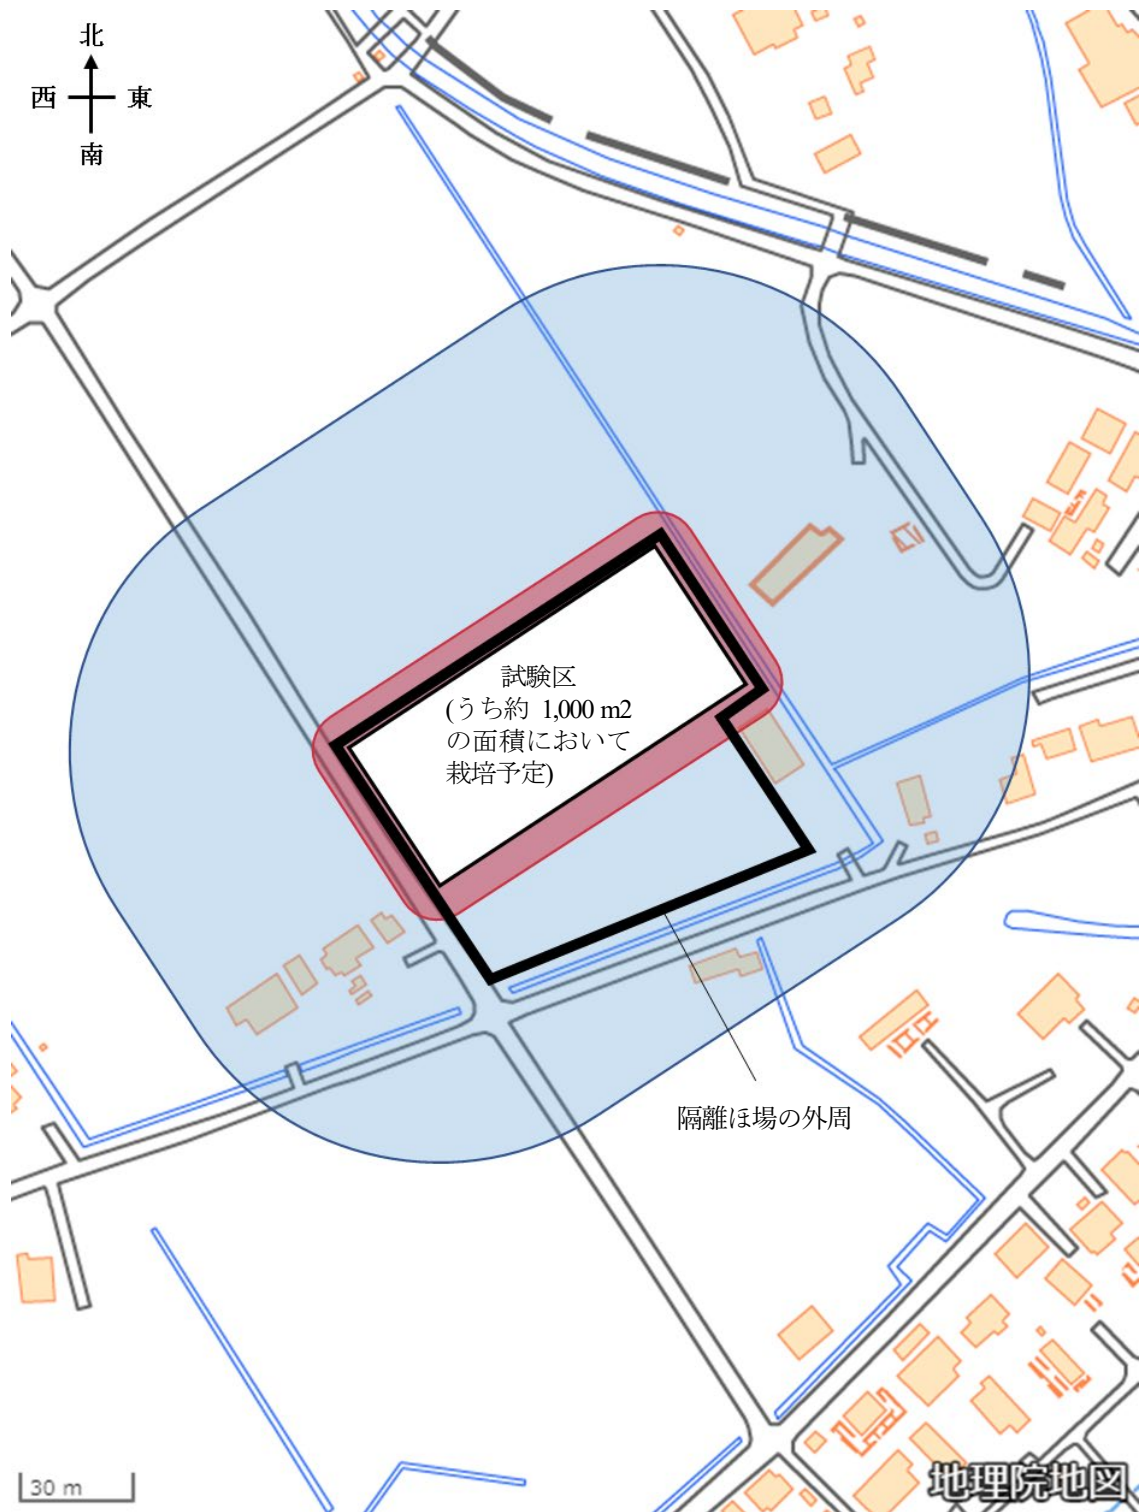 北
西 東
南
試験区
(うち約 1,000 m2
の面積において
栽培予定)
隔離ほ場の外周
30 m
地理院地図